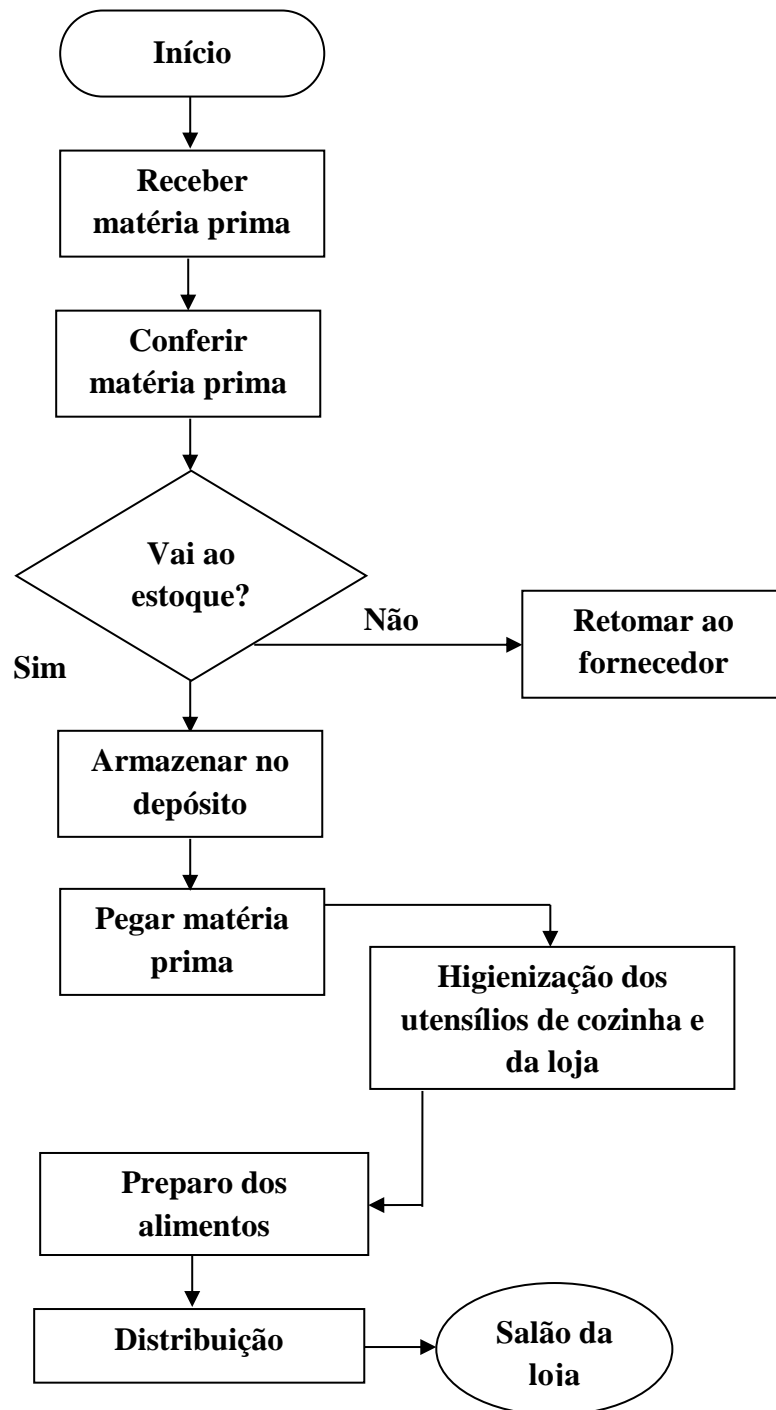 Início
Receber
matéria prima
Conferir
matéria prima
Vai ao
estoque?
Não
Retomar ao
fornecedor
Sim
Armazenar no
depósito
Pegar matéria
prima
Higienização dos
utensílios de cozinha e
da loja
Preparo dos
alimentos
Distribuição
Salão da
loja